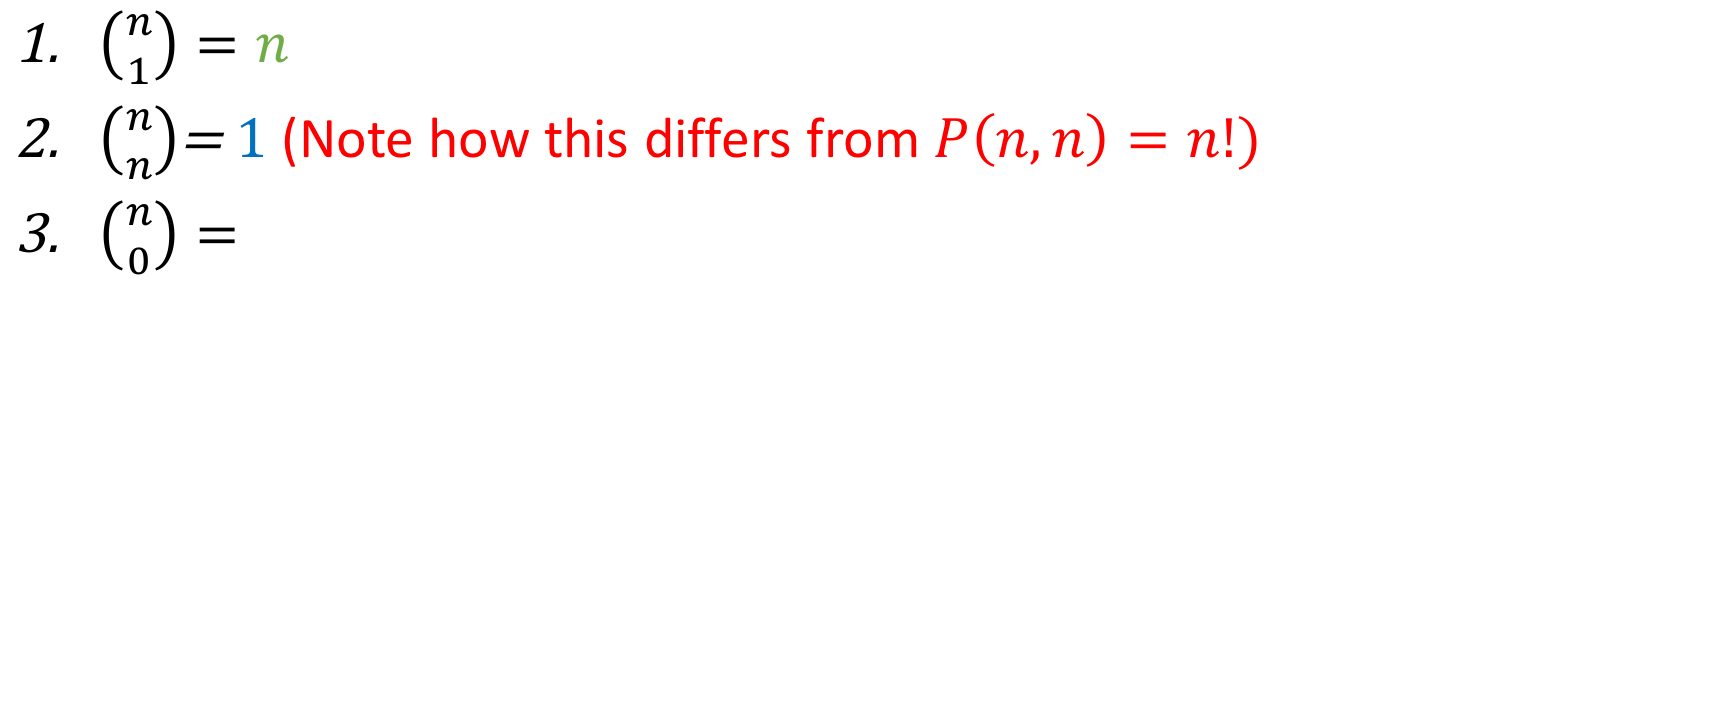 1. (n 1) = n
2. (n n) = 1 (Note how this differs from P(n, n) = n!)
3. (n 0) =